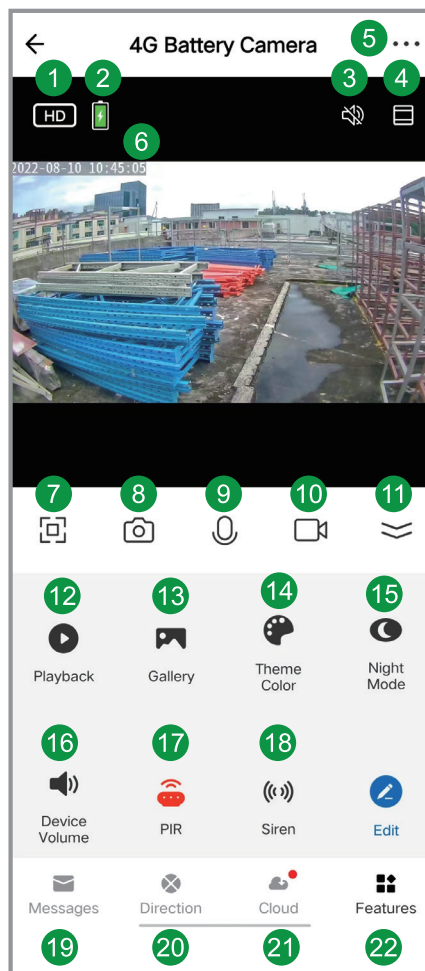 4G Battery Camera
5
1 2 3 4
HD
6
2022-08-10 10:45:05
7 8 9 10 11
12 13 14 15
Playback Gallery Theme Color Night Mode
16 17 18
Device Volume PIR Siren Edit
Messages Direction Cloud Features
19 20 21 22